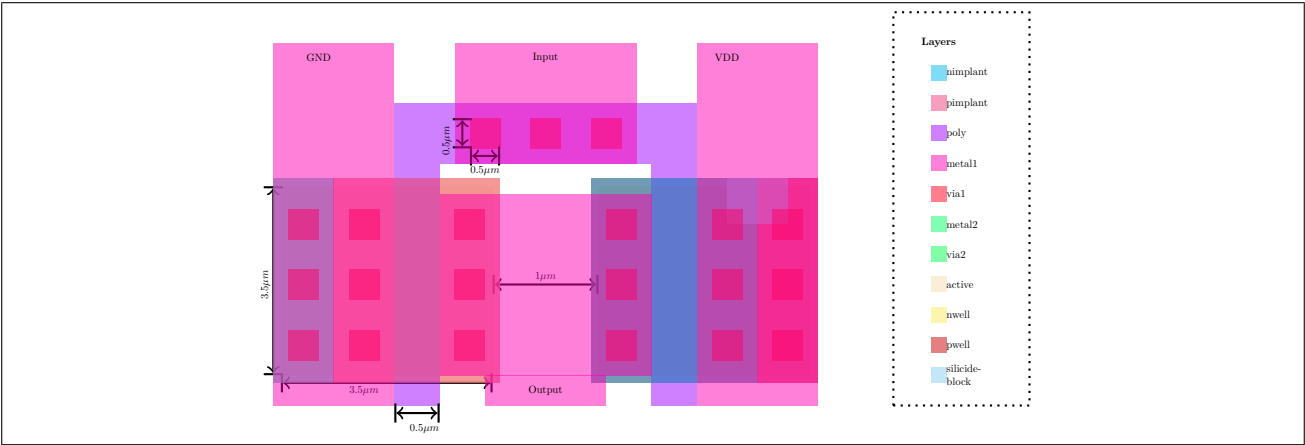 GND
Input
VDD
0.5μm
0.5μm
3.5μm
1μm
3.5μm
Output
0.5μm
Layers
nimplant
pimplant
poly
metal1
via1
metal2
via2
active
nwell
pwell
silicide-
block